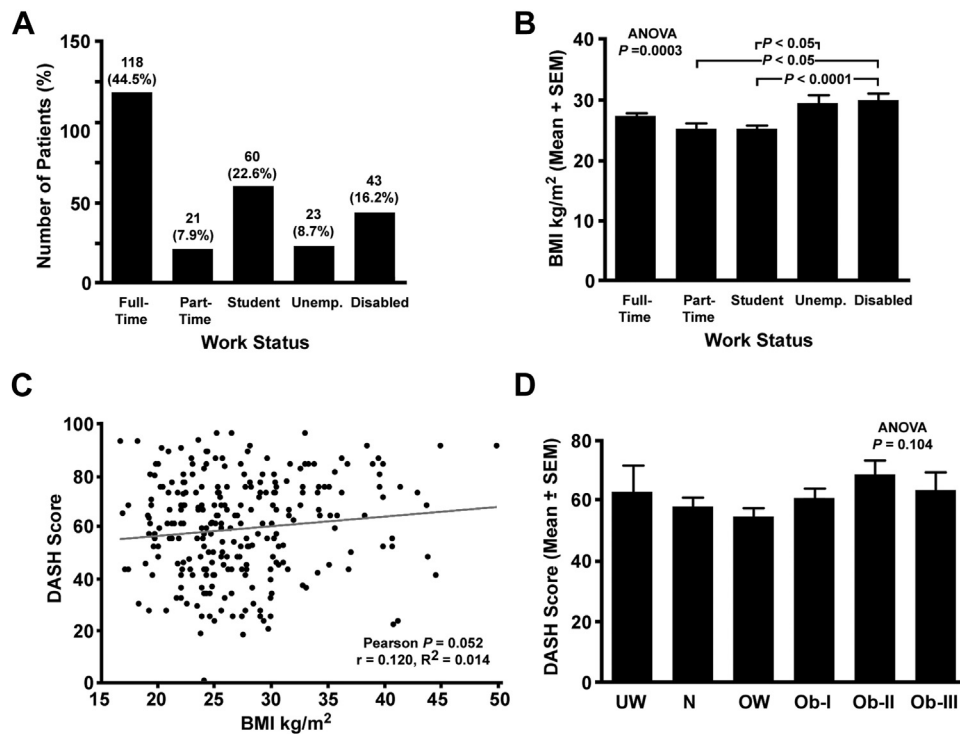 A
Number of Patients (%)
150
100
50
0
118
(44.5%)
21
(7.9%)
60
(22.6%)
23
(8.7%)
43
(16.2%)
Full-
Time
Part-
Time
Student
Unemp.
Disabled
Work Status
B
BMI kg/m² (Mean + SEM)
40
30
20
10
0
ANOVA
P =0.0003
P < 0.05
P < 0.05
P < 0.0001
Full-
Time
Part-
Time
Student
Unemp.
Disabled
Work Status
C
DASH Score
100
80
60
40
20
0
Pearson P = 0.052
r = 0.120, R² = 0.014
15 20 25 30 35 40 45 50
BMI kg/m²
D
DASH Score (Mean ± SEM)
80
60
40
20
0
ANOVA
P = 0.104
UW N OW Ob-I Ob-II Ob-III